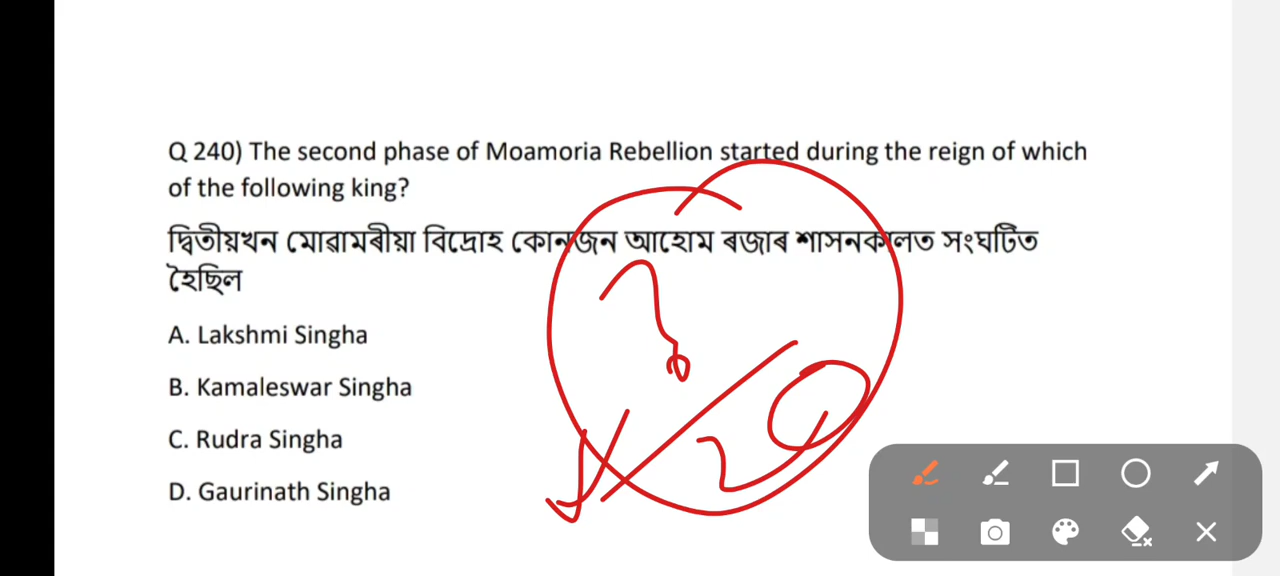 Q 240) The second phase of Moamoria Rebellion started during the reign of which
of the following king?
দ্বিতীয়খন মোৱামৰীয়া বিদ্ৰোহ কোনজন আহোম ৰজাৰ শাসনকালত সংঘটিত
হৈছিল
A. Lakshmi Singha
B. Kamaleswar Singha
C. Rudra Singha
D. Gaurinath Singha